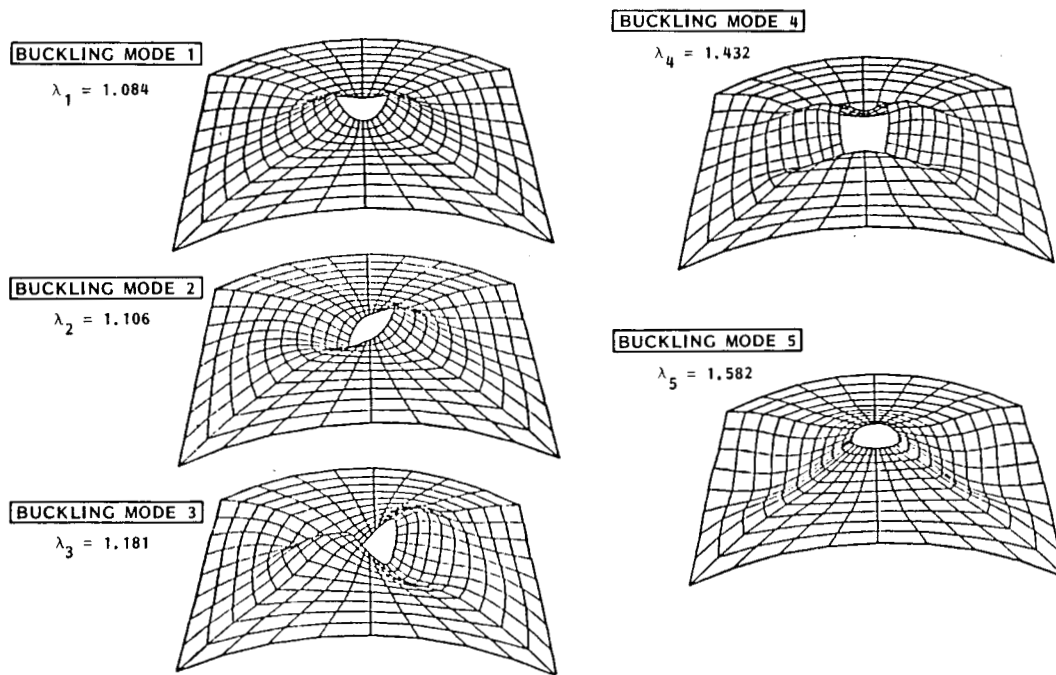 BUCKLING MODE 1
λ1 = 1.084
BUCKLING MODE 2
λ2 = 1.106
BUCKLING MODE 3
λ3 = 1.181
BUCKLING MODE 4
λ4 = 1.432
BUCKLING MODE 5
λ5 = 1.582